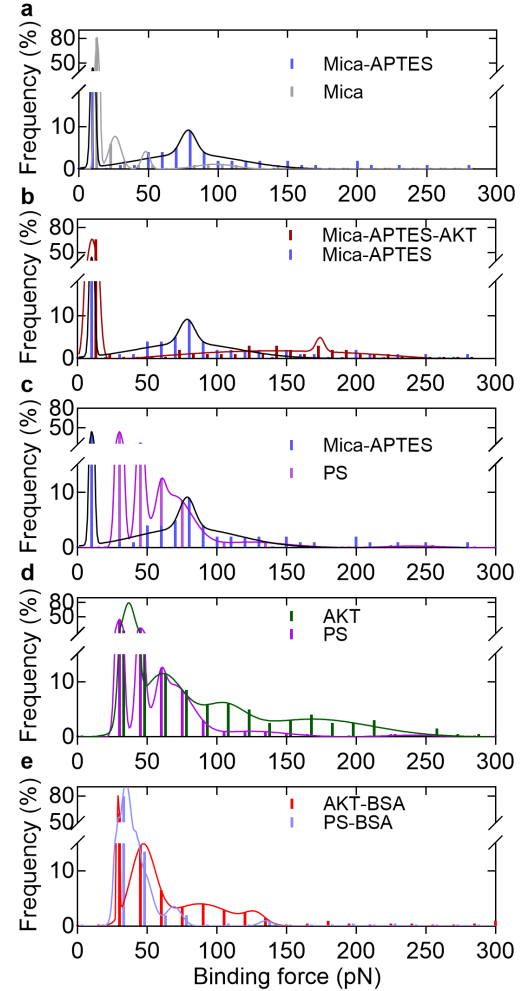 a
Frequency (%)
80
50
10
0
Mica-APTES
Mica
0 50 100 150 200 250 300
b
Frequency (%)
80
50
10
0
Mica-APTES-AKT
Mica-APTES
0 50 100 150 200 250 300
c
Frequency (%)
80
50
10
0
Mica-APTES
PS
0 50 100 150 200 250 300
d
Frequency (%)
80
50
10
0
AKT
PS
0 50 100 150 200 250 300
e
Frequency (%)
80
50
10
0
AKT-BSA
PS-BSA
0 50 100 150 200 250 300
Binding force (pN)